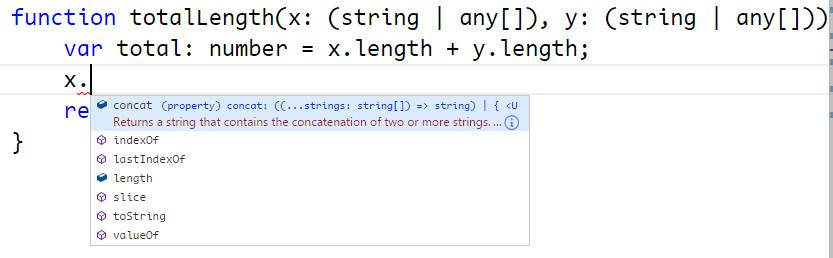 function totalLength(x: (string | any[]), y: (string | any[]))
var total: number = x.length + y.length;
x.
re
concat (property) concat: ((...strings: string[]) => string) | { <U
Returns a string that contains the concatenation of two or more strings. ...
indexOf
lastIndexOf
length
slice
toString
valueOf
}